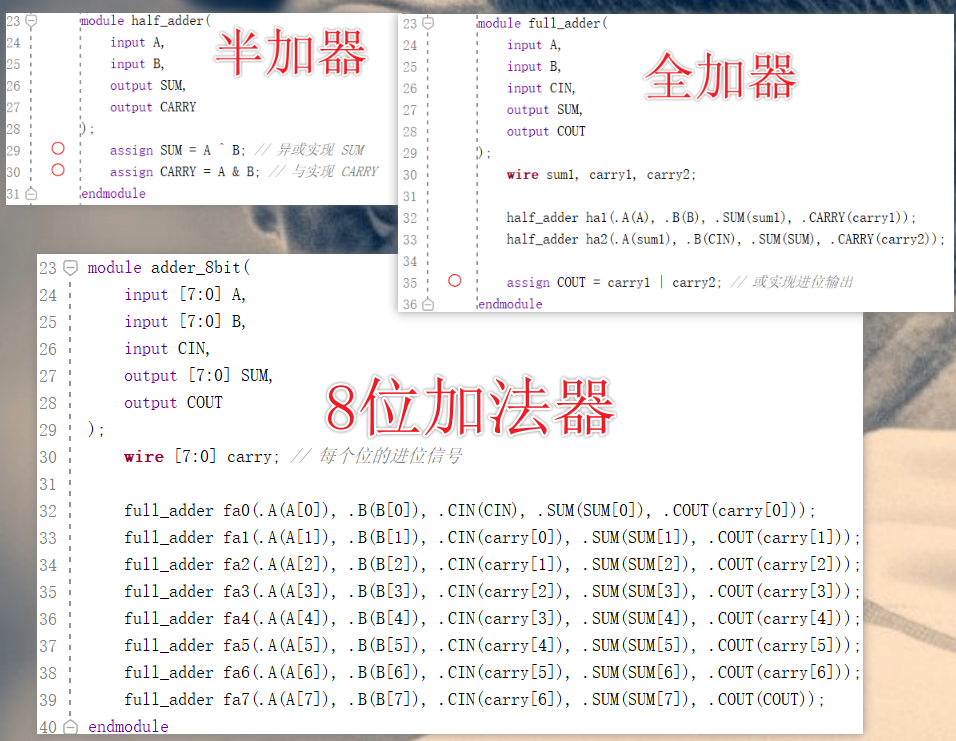 23 module half_adder(
24 input A,
25 input B,
26 output SUM,
27 output CARRY
28 );
29 assign SUM = A ^ B; // 异或实现 SUM
30 assign CARRY = A & B; // 与实现 CARRY
31 endmodule
半加器
23 module full_adder(
24 input A,
25 input B,
26 input CIN,
27 output SUM,
28 output COUT
29 );
30 wire sum1, carry1, carry2;
31
32 half_adder ha1(.A(A), .B(B), .SUM(sum1), .CARRY(carry1));
33 half_adder ha2(.A(sum1), .B(CIN), .SUM(SUM), .CARRY(carry2));
34
35 assign COUT = carry1 | carry2; // 或实现进位输出
36 endmodule
全加器
23 module adder_8bit(
24 input [7:0] A,
25 input [7:0] B,
26 input CIN,
27 output [7:0] SUM,
28 output COUT
29 );
30 wire [7:0] carry; // 每个位的进位信号
31
32 full_adder fa0(.A(A[0]), .B(B[0]), .CIN(CIN), .SUM(SUM[0]), .COUT(carry[0]));
33 full_adder fa1(.A(A[1]), .B(B[1]), .CIN(carry[0]), .SUM(SUM[1]), .COUT(carry[1]));
34 full_adder fa2(.A(A[2]), .B(B[2]), .CIN(carry[1]), .SUM(SUM[2]), .COUT(carry[2]));
35 full_adder fa3(.A(A[3]), .B(B[3]), .CIN(carry[2]), .SUM(SUM[3]), .COUT(carry[3]));
36 full_adder fa4(.A(A[4]), .B(B[4]), .CIN(carry[3]), .SUM(SUM[4]), .COUT(carry[4]));
37 full_adder fa5(.A(A[5]), .B(B[5]), .CIN(carry[4]), .SUM(SUM[5]), .COUT(carry[5]));
38 full_adder fa6(.A(A[6]), .B(B[6]), .CIN(carry[5]), .SUM(SUM[6]), .COUT(carry[6]));
39 full_adder fa7(.A(A[7]), .B(B[7]), .CIN(carry[6]), .SUM(SUM[7]), .COUT(COUT));
40 endmodule
8位加法器